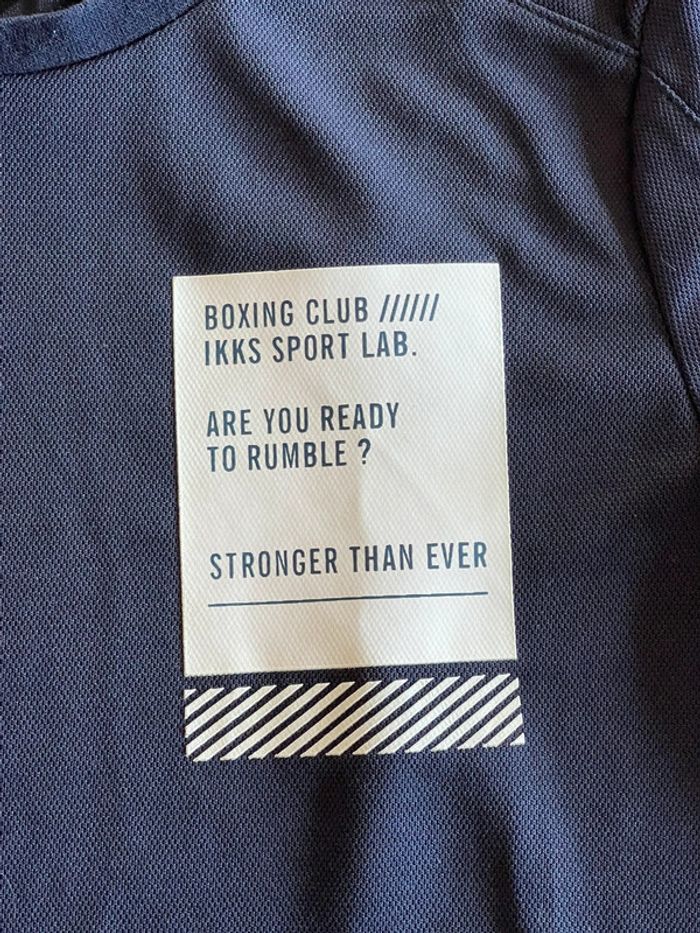 BOXING CLUB //////
IKKS SPORT LAB.
ARE YOU READY
TO RUMBLE ?
STRONGER THAN EVER